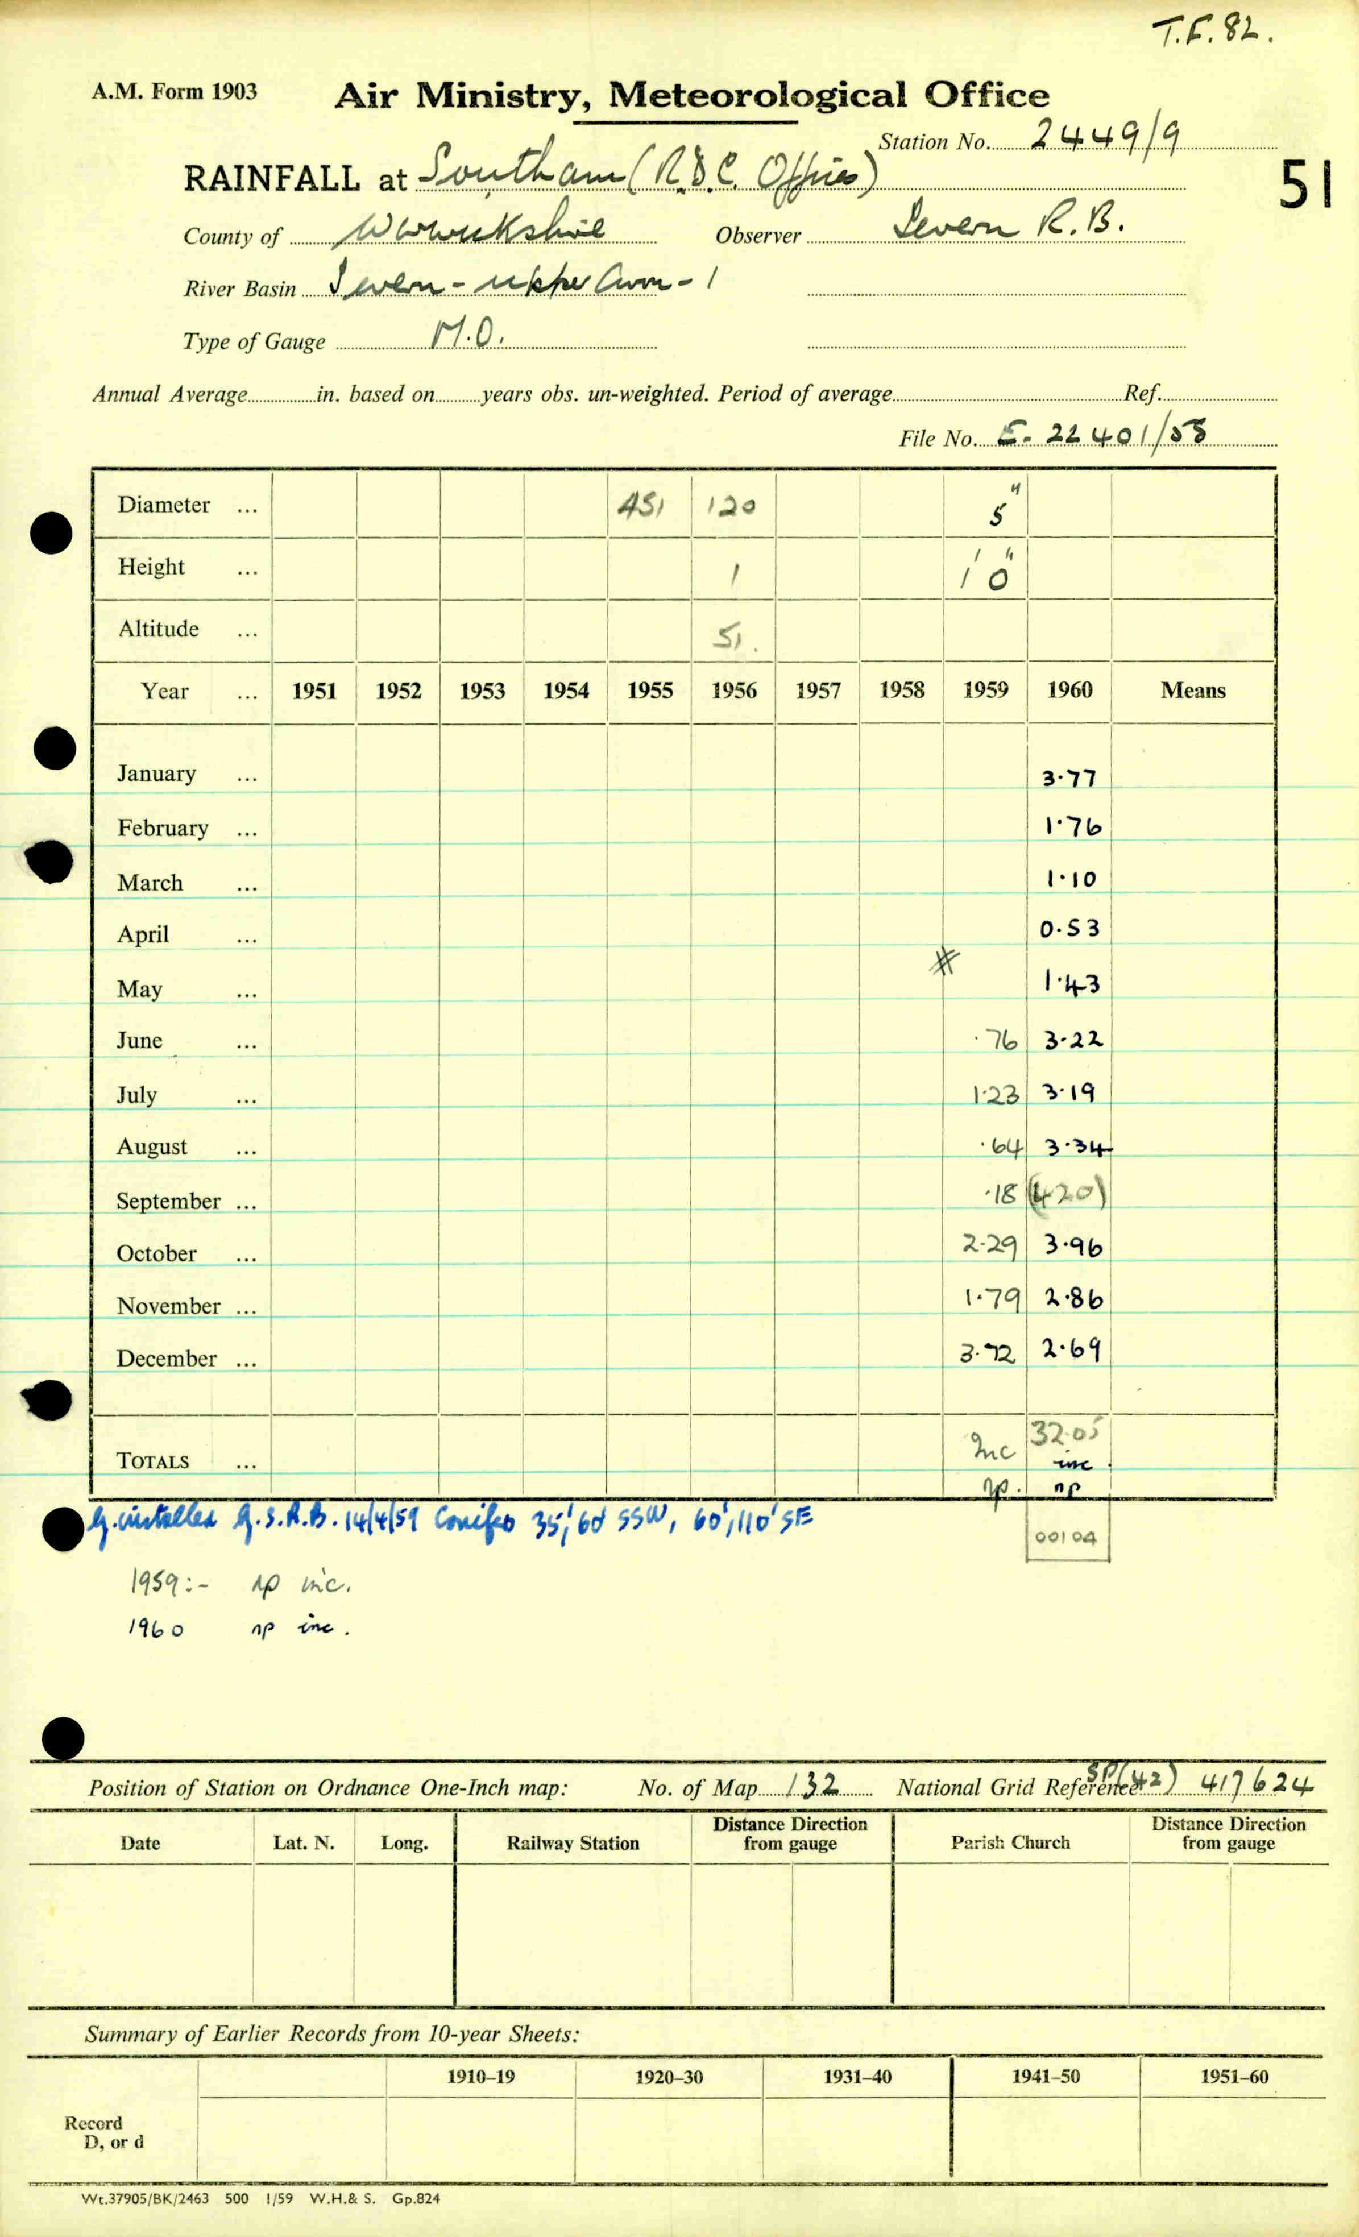 T.F. 82.
A.M. Form 1903
Air Ministry, Meteorological Office
Station No. 2449/9
51
RAINFALL at Southam (R.D.C. Offices)
County of Warwickshire Observer Severn R.B.
River Basin Severn - upper Avon - 1
Type of Gauge M.O.
Annual Average in. based on years obs. un-weighted. Period of average Ref.
File No. E. 22401/58
Diameter ... 451 120 5"
Height ... 1 1' 0"
Altitude ... 51.
Year ... 1951 1952 1953 1954 1955 1956 1957 1958 1959 1960 Means
January ... 3.77
February ... 1.76
March ... 1.10
April ... 0.53
May ... 1.43
June ... .76 3.22
July ... 1.23 3.19
August ... .64 3.34
September ... .18 (4.20)
October ... 2.29 3.96
November ... 1.79 2.86
December ... 3.72 2.69
TOTALS ... Inc 32.05
inc.
np. np
G. installed G.S.R.B. 14/4/59 Conifer 35', 60' SSW, 60', 110' SE
00104
1959:- np inc.
1960 np inc.
Position of Station on Ordnance One-Inch map: No. of Map 132 National Grid Reference SP(42) 417624
Date Lat. N. Long. Railway Station Distance Direction from gauge Parish Church Distance Direction from gauge
Summary of Earlier Records from 10-year Sheets:
1910–19 1920–30 1931–40 1941–50 1951–60
Record
D, or d
Wt.37905/BK/2463 500 1/59 W.H.& S. Gp.824